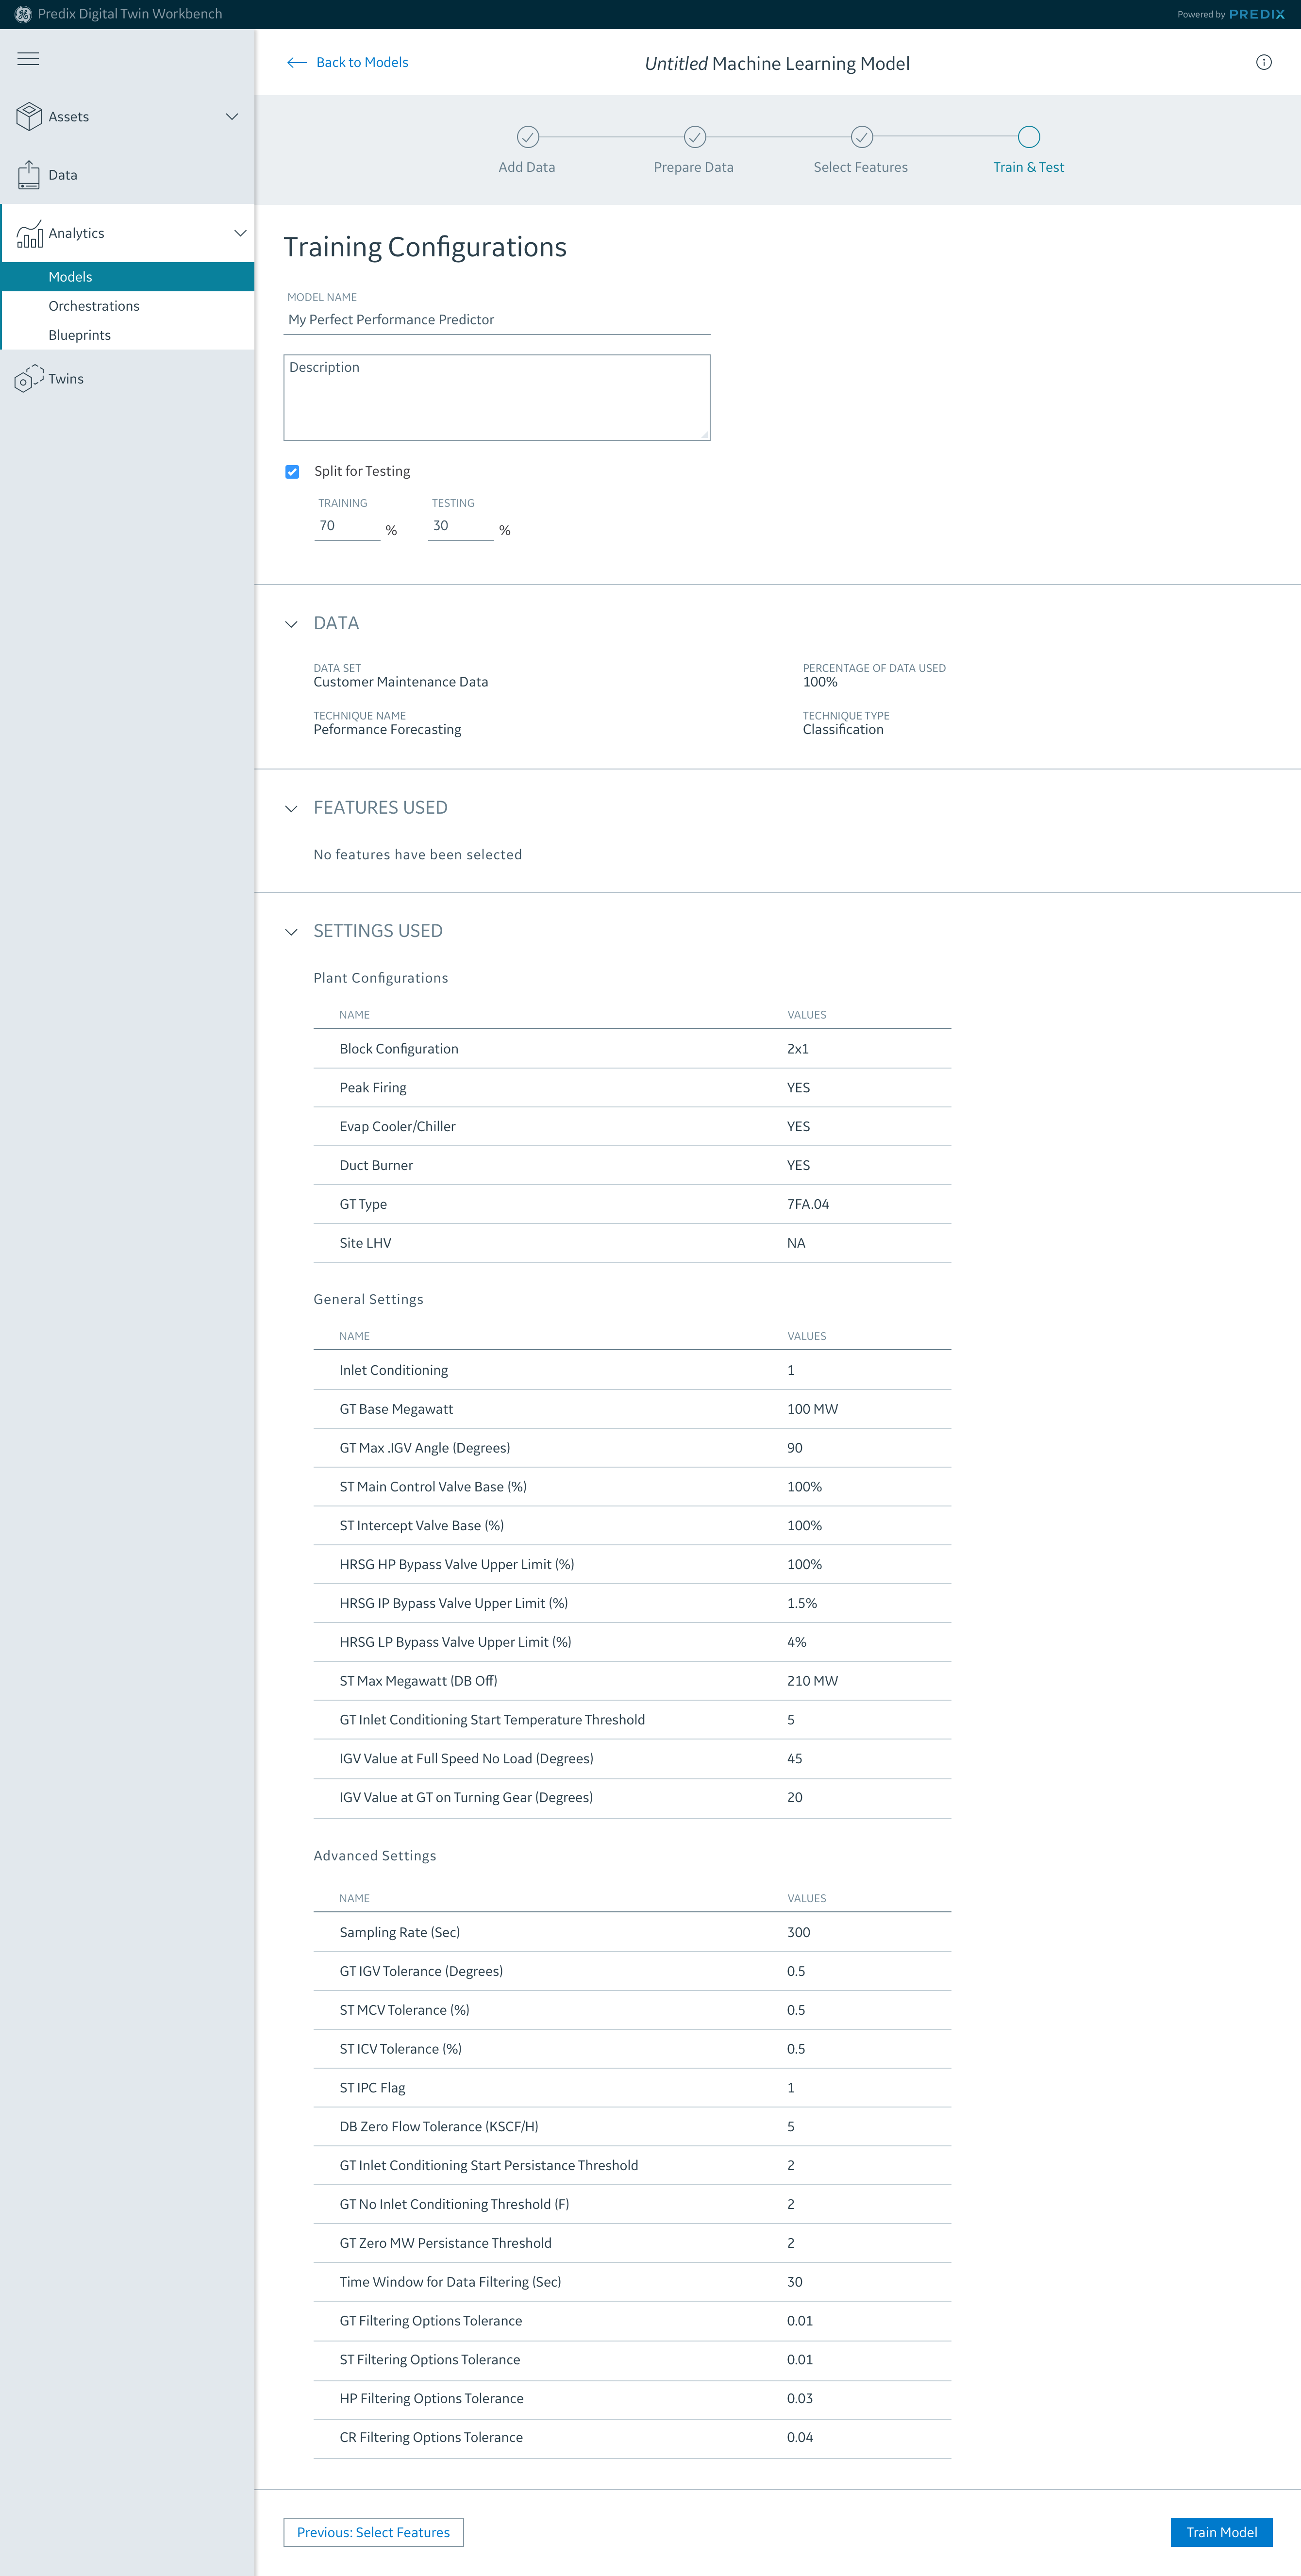 Predix Digital Twin Workbench
Powered by PREDIX
Back to Models
Untitled Machine Learning Model
Assets
Data
Analytics
Models
Orchestrations
Blueprints
Twins
Add Data
Prepare Data
Select Features
Train & Test
Training Configurations
MODEL NAME
My Perfect Performance Predictor
Description
Split for Testing
TRAINING TESTING
70 % 30 %
DATA
DATA SET PERCENTAGE OF DATA USED
Customer Maintenance Data 100%
TECHNIQUE NAME TECHNIQUE TYPE
Peformance Forecasting Classification
FEATURES USED
No features have been selected
SETTINGS USED
Plant Configurations
NAME VALUES
Block Configuration 2x1
Peak Firing YES
Evap Cooler/Chiller YES
Duct Burner YES
GT Type 7FA.04
Site LHV NA
General Settings
NAME VALUES
Inlet Conditioning 1
GT Base Megawatt 100 MW
GT Max .IGV Angle (Degrees) 90
ST Main Control Valve Base (%) 100%
ST Intercept Valve Base (%) 100%
HRSG HP Bypass Valve Upper Limit (%) 100%
HRSG IP Bypass Valve Upper Limit (%) 1.5%
HRSG LP Bypass Valve Upper Limit (%) 4%
ST Max Megawatt (DB Off) 210 MW
GT Inlet Conditioning Start Temperature Threshold 5
IGV Value at Full Speed No Load (Degrees) 45
IGV Value at GT on Turning Gear (Degrees) 20
Advanced Settings
NAME VALUES
Sampling Rate (Sec) 300
GT IGV Tolerance (Degrees) 0.5
ST MCV Tolerance (%) 0.5
ST ICV Tolerance (%) 0.5
ST IPC Flag 1
DB Zero Flow Tolerance (KSCF/H) 5
GT Inlet Conditioning Start Persistance Threshold 2
GT No Inlet Conditioning Threshold (F) 2
GT Zero MW Persistance Threshold 2
Time Window for Data Filtering (Sec) 30
GT Filtering Options Tolerance 0.01
ST Filtering Options Tolerance 0.01
HP Filtering Options Tolerance 0.03
CR Filtering Options Tolerance 0.04
Previous: Select Features
Train Model